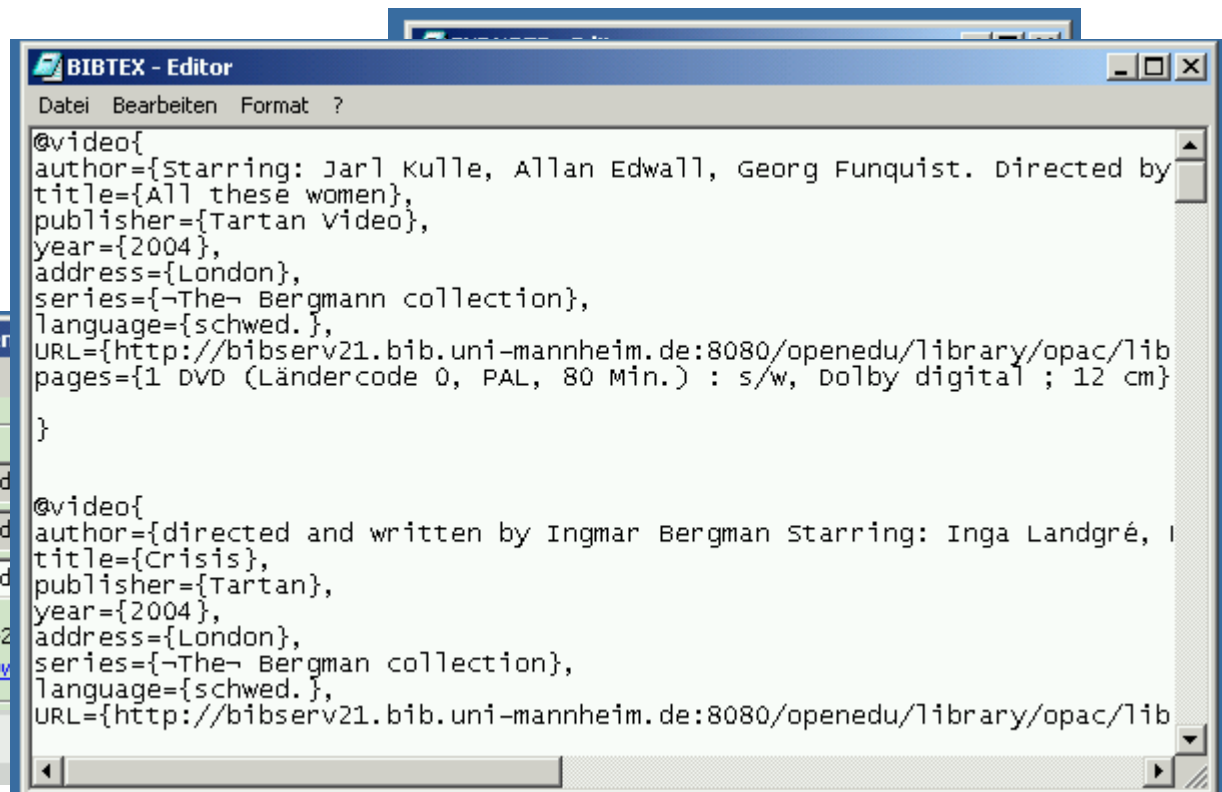 BIBTEX - Editor
Datei Bearbeiten Format ?
@video{
author={Starring: Jarl Kulle, Allan Edwall, Georg Funquist. Directed by
title={All these women},
publisher={Tartan Video},
year={2004},
address={London},
series={¬The¬ Bergmann collection},
language={schwed.},
URL={http://bibserv21.bib.uni-mannheim.de:8080/openedu/library/opac/lib
pages={1 DVD (Ländercode 0, PAL, 80 Min.) : s/w, Dolby digital ; 12 cm}
}
@video{
author={directed and written by Ingmar Bergman Starring: Inga Landgré,
title={Crisis},
publisher={Tartan},
year={2004},
address={London},
series={¬The¬ Bergman collection},
language={schwed.},
URL={http://bibserv21.bib.uni-mannheim.de:8080/openedu/library/opac/lib